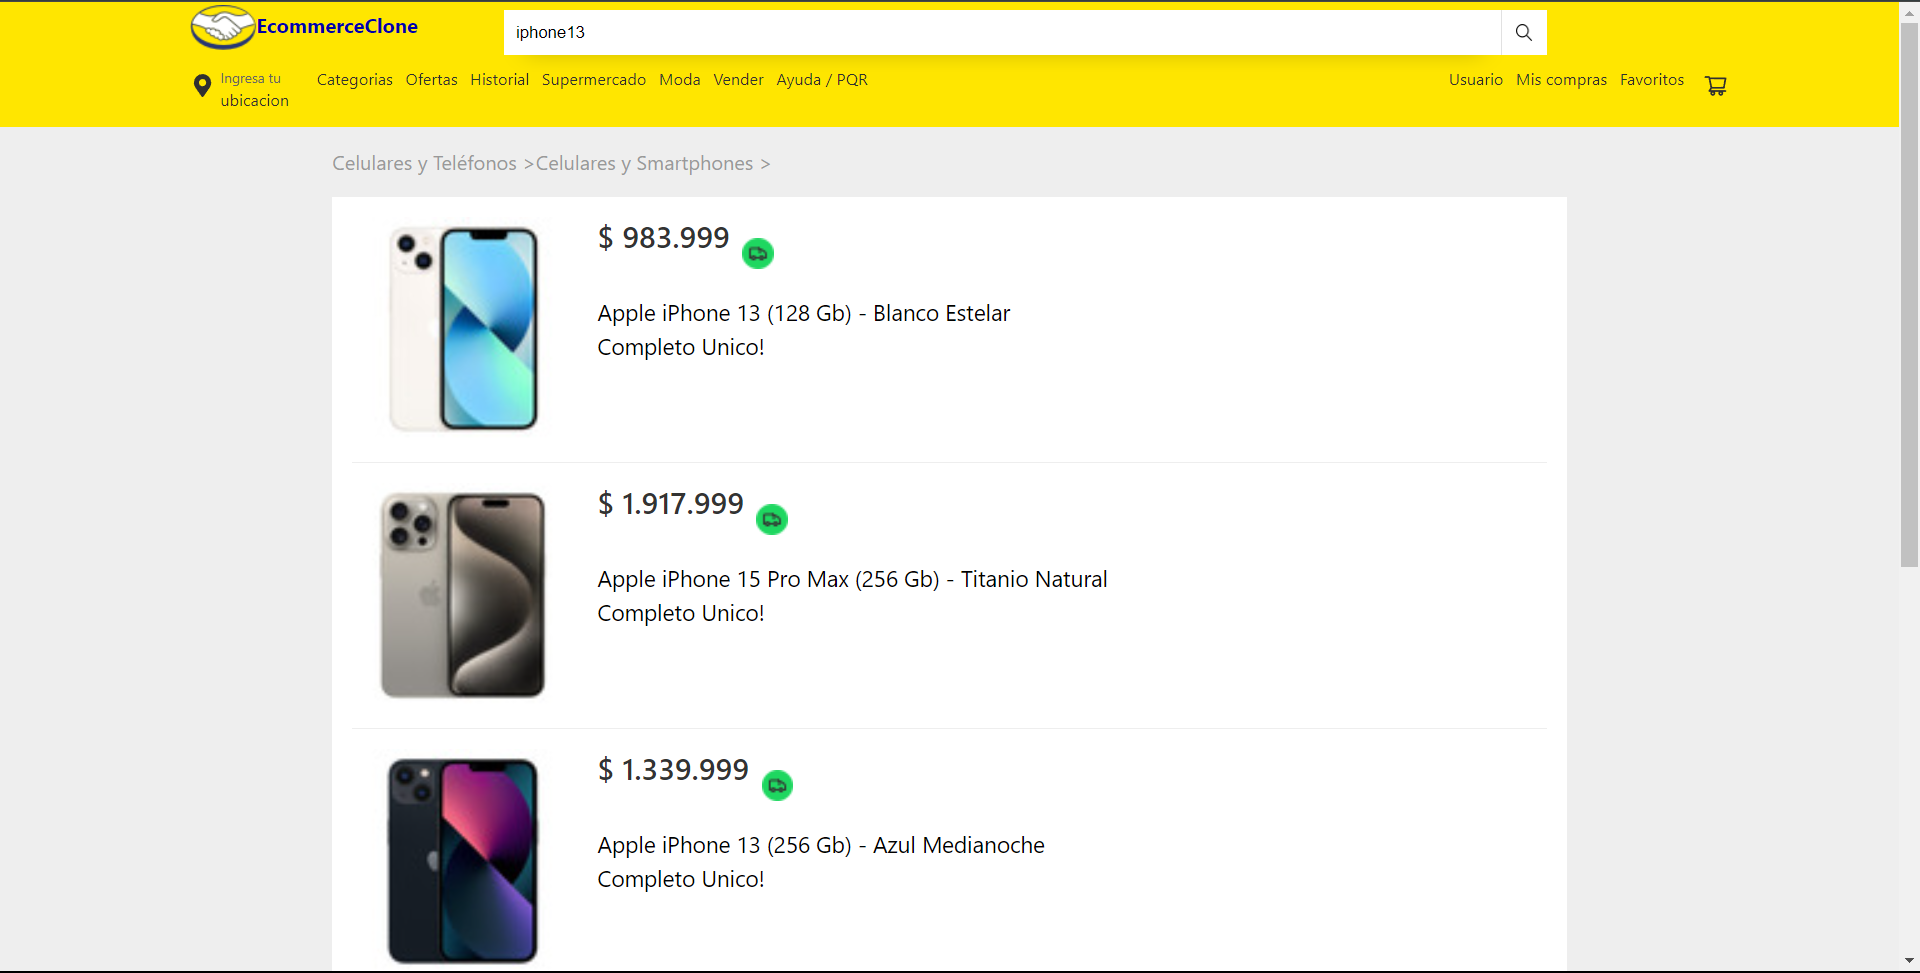 EcommerceClone
iphone13
Ingresa tu
ubicacion
Categorias Ofertas Historial Supermercado Moda Vender Ayuda / PQR
Usuario Mis compras Favoritos
Celulares y Teléfonos >Celulares y Smartphones >
$ 983.999
Apple iPhone 13 (128 Gb) - Blanco Estelar
Completo Unico!
$ 1.917.999
Apple iPhone 15 Pro Max (256 Gb) - Titanio Natural
Completo Unico!
$ 1.339.999
Apple iPhone 13 (256 Gb) - Azul Medianoche
Completo Unico!